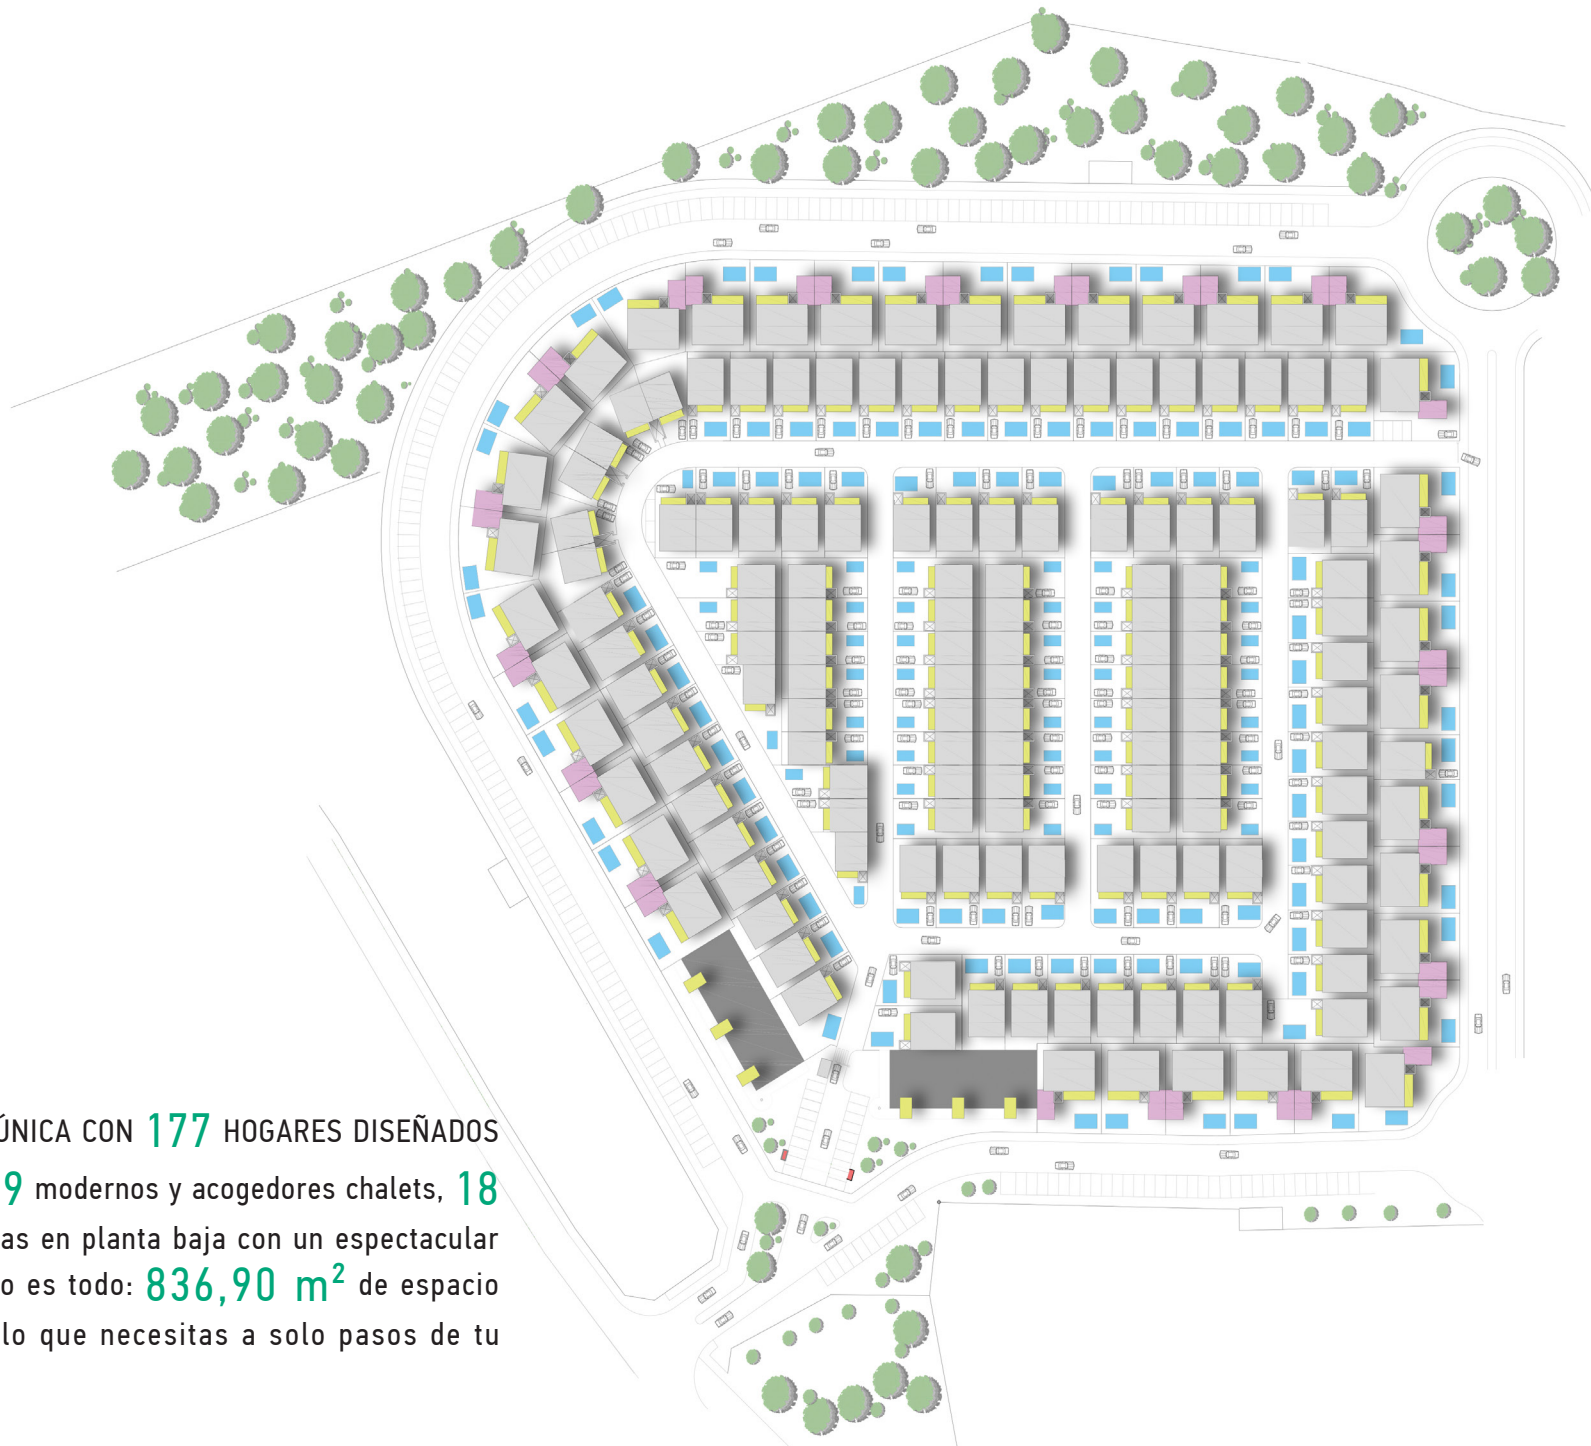 ÚNICA CON 177 HOGARES DISEÑADOS
9 modernos y acogedores chalets, 18
as en planta baja con un espectacular
o es todo: 836,90 m² de espacio
lo que necesitas a solo pasos de tu